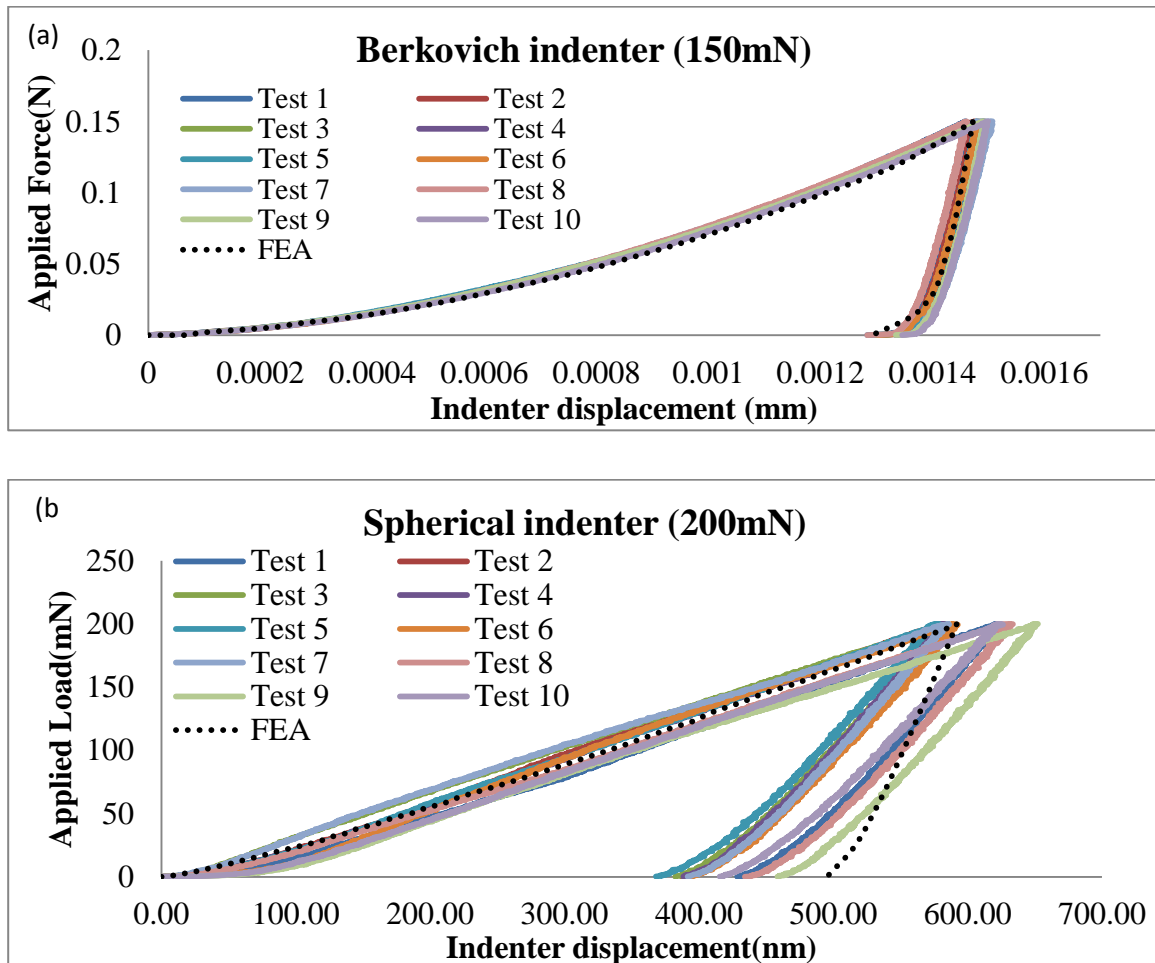 (a)
Berkovich indenter (150mN)
Applied Force(N)
0.2
0.15
0.1
0.05
0
Test 1 Test 2
Test 3 Test 4
Test 5 Test 6
Test 7 Test 8
Test 9 Test 10
FEA
0 0.0002 0.0004 0.0006 0.0008 0.001 0.0012 0.0014 0.0016
Indenter displacement (mm)
(b
Spherical indenter (200mN)
Applied Load(mN)
250
200
150
100
50
0
Test 1 Test 2
Test 3 Test 4
Test 5 Test 6
Test 7 Test 8
Test 9 Test 10
FEA
0.00 100.00 200.00 300.00 400.00 500.00 600.00 700.00
Indenter displacement(nm)